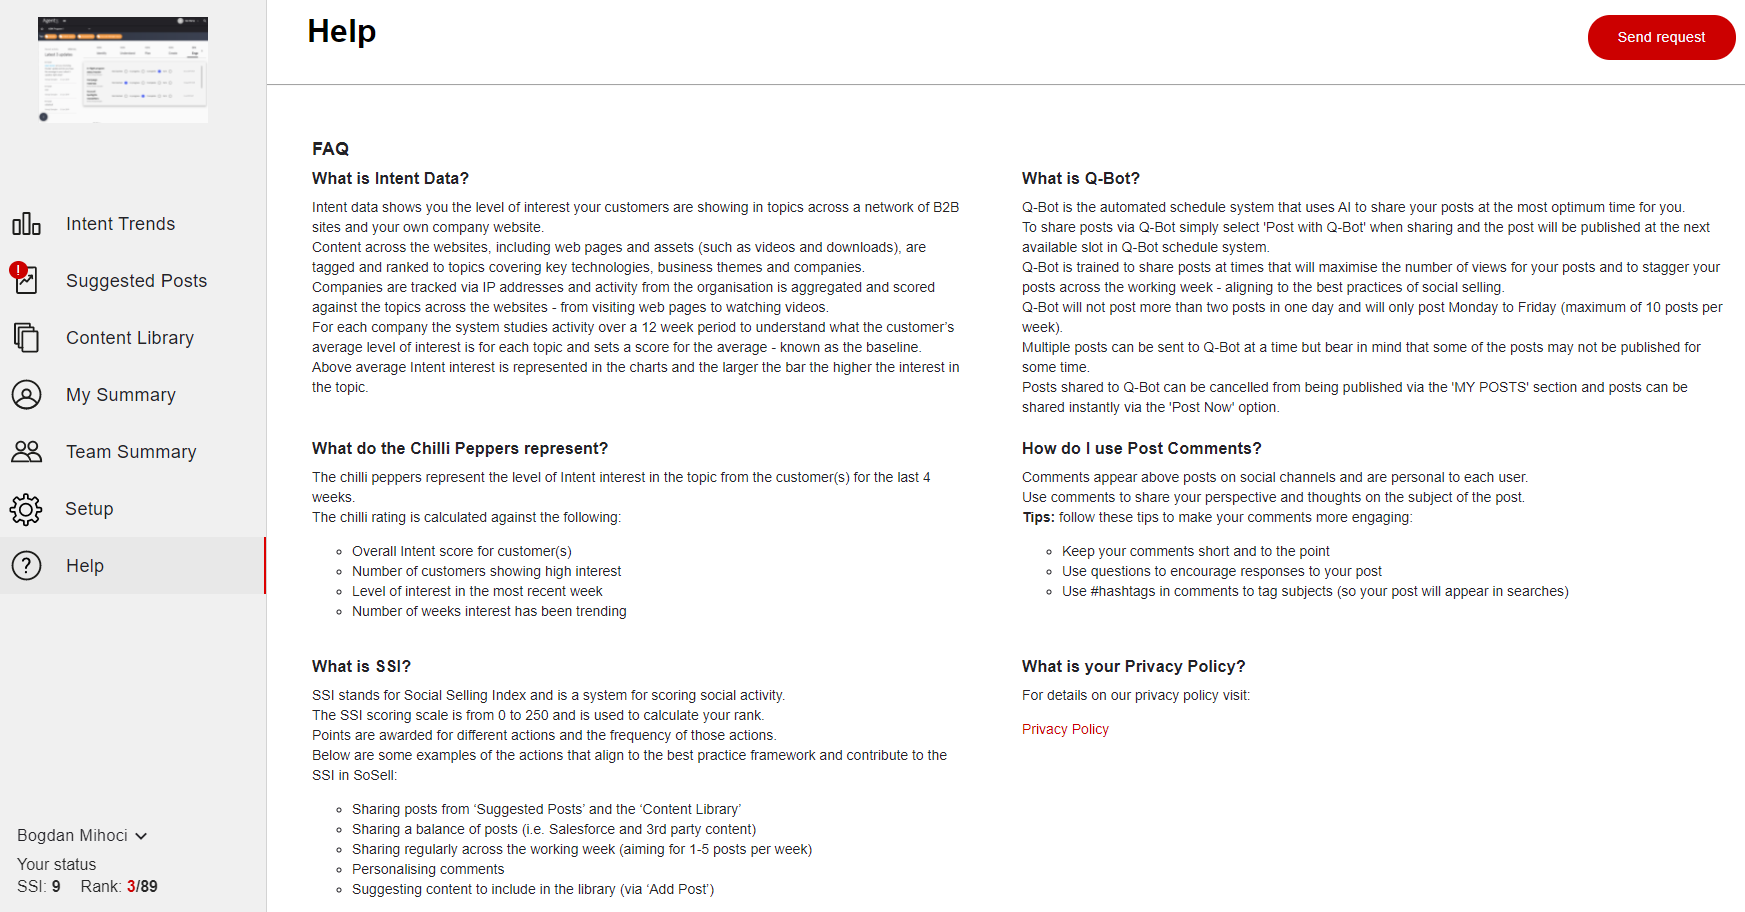 Help
Send request
Intent Trends
Suggested Posts
Content Library
My Summary
Team Summary
Setup
Help
Bogdan Mihoci
Your status
SSI: 9 Rank: 3/89
FAQ
What is Intent Data?
Intent data shows you the level of interest your customers are showing in topics across a network of B2B
sites and your own company website.
Content across the websites, including web pages and assets (such as videos and downloads), are
tagged and ranked to topics covering key technologies, business themes and companies.
Companies are tracked via IP addresses and activity from the organisation is aggregated and scored
against the topics across the websites - from visiting web pages to watching videos.
For each company the system studies activity over a 12 week period to understand what the customer’s
average level of interest is for each topic and sets a score for the average - known as the baseline.
Above average Intent interest is represented in the charts and the larger the bar the higher the interest in
the topic.
What is Q-Bot?
Q-Bot is the automated schedule system that uses AI to share your posts at the most optimum time for you.
To share posts via Q-Bot simply select 'Post with Q-Bot' when sharing and the post will be published at the next
available slot in Q-Bot schedule system.
Q-Bot is trained to share posts at times that will maximise the number of views for your posts and to stagger your
posts across the working week - aligning to the best practices of social selling.
Q-Bot will not post more than two posts in one day and will only post Monday to Friday (maximum of 10 posts per
week).
Multiple posts can be sent to Q-Bot at a time but bear in mind that some of the posts may not be published for
some time.
Posts shared to Q-Bot can be cancelled from being published via the 'MY POSTS' section and posts can be
shared instantly via the 'Post Now' option.
What do the Chilli Peppers represent?
The chilli peppers represent the level of Intent interest in the topic from the customer(s) for the last 4
weeks.
The chilli rating is calculated against the following:
Overall Intent score for customer(s)
Number of customers showing high interest
Level of interest in the most recent week
Number of weeks interest has been trending
How do I use Post Comments?
Comments appear above posts on social channels and are personal to each user.
Use comments to share your perspective and thoughts on the subject of the post.
Tips: follow these tips to make your comments more engaging:
Keep your comments short and to the point
Use questions to encourage responses to your post
Use #hashtags in comments to tag subjects (so your post will appear in searches)
What is SSI?
SSI stands for Social Selling Index and is a system for scoring social activity.
The SSI scoring scale is from 0 to 250 and is used to calculate your rank.
Points are awarded for different actions and the frequency of those actions.
Below are some examples of the actions that align to the best practice framework and contribute to the
SSI in SoSell:
Sharing posts from ‘Suggested Posts’ and the ‘Content Library’
Sharing a balance of posts (i.e. Salesforce and 3rd party content)
Sharing regularly across the working week (aiming for 1-5 posts per week)
Personalising comments
Suggesting content to include in the library (via ‘Add Post’)
What is your Privacy Policy?
For details on our privacy policy visit:
Privacy Policy